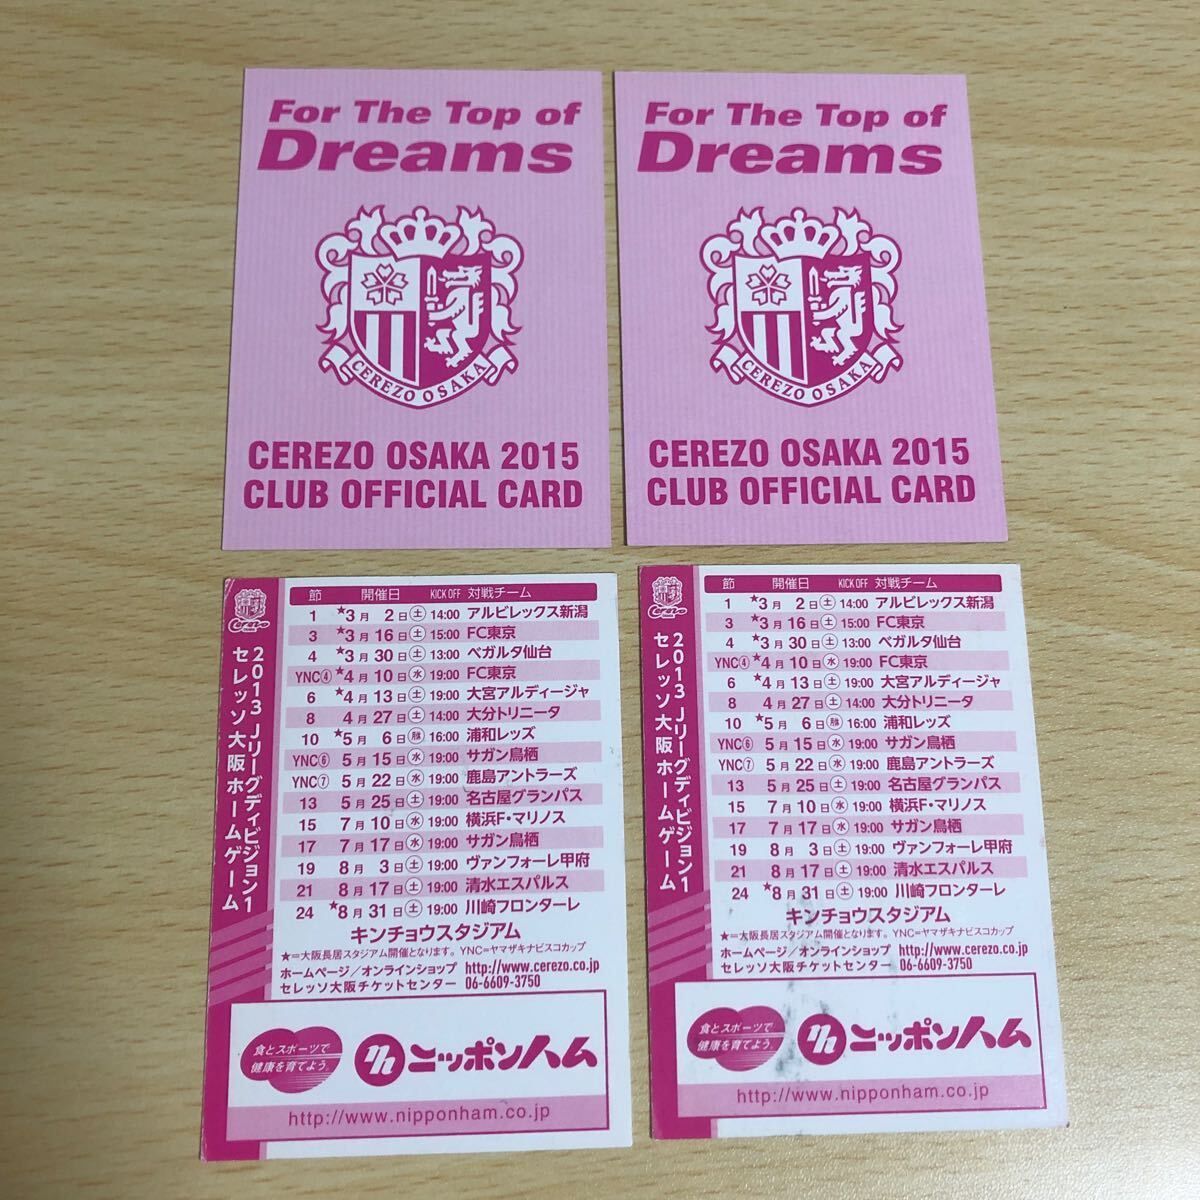 For The Top of
Dreams
CEREZO OSAKA
CEREZO OSAKA 2015
CLUB OFFICIAL CARD
For The Top of
Dreams
CEREZO OSAKA
CEREZO OSAKA 2015
CLUB OFFICIAL CARD
Cerezo
2013 Jリーグディビジョン1
セレッソ大阪ホームゲーム
節 開催日 KICK OFF 対戦チーム
1 ★3月 2日㊏ 14:00 アルビレックス新潟
3 ★3月 16日㊏ 15:00 FC東京
4 ★3月 30日㊏ 13:00 ベガルタ仙台
YNC④ ★4月 10日㊌ 19:00 FC東京
6 ★4月 13日㊏ 19:00 大宮アルディージャ
8 4月 27日㊏ 14:00 大分トリニータ
10 ★5月 6日 16:00 浦和レッズ
YNC⑥ 5月 15日㊌ 19:00 サガン鳥栖
YNC⑦ 5月 22日㊌ 19:00 鹿島アントラーズ
13 5月 25日㊏ 19:00 名古屋グランパス
15 7月 10日㊌ 19:00 横浜F・マリノス
17 7月 17日㊌ 19:00 サガン鳥栖
19 8月 3日㊏ 19:00 ヴァンフォーレ甲府
21 8月 17日㊏ 19:00 清水エスパルス
24 ★8月 31日㊏ 19:00 川崎フロンターレ
キンチョウスタジアム
★=大阪長居スタジアム開催となります。 YNC=ヤマザキナビスコカップ
ホームページ/オンラインショップ http://www.cerezo.co.jp
セレッソ大阪チケットセンター 06-6609-3750
食とスポーツで
健康を育てよう。
ニッポンハム
http://www.nipponham.co.jp
Cerezo
2013 Jリーグディビジョン1
セレッソ大阪ホームゲーム
節 開催日 KICK OFF 対戦チーム
1 ★3月 2日㊏ 14:00 アルビレックス新潟
3 ★3月 16日㊏ 15:00 FC東京
4 ★3月 30日㊏ 13:00 ベガルタ仙台
YNC④ ★4月 10日㊌ 19:00 FC東京
6 ★4月 13日㊏ 19:00 大宮アルディージャ
8 4月 27日㊏ 14:00 大分トリニータ
10 ★5月 6日 16:00 浦和レッズ
YNC⑥ 5月 15日㊌ 19:00 サガン鳥栖
YNC⑦ 5月 22日㊌ 19:00 鹿島アントラーズ
13 5月 25日㊏ 19:00 名古屋グランパス
15 7月 10日㊌ 19:00 横浜F・マリノス
17 7月 17日㊌ 19:00 サガン鳥栖
19 8月 3日㊏ 19:00 ヴァンフォーレ甲府
21 8月 17日㊏ 19:00 清水エスパルス
24 ★8月 31日㊏ 19:00 川崎フロンターレ
キンチョウスタジアム
★=大阪長居スタジアム開催となります。 YNC=ヤマザキナビスコカップ
ホームページ/オンラインショップ http://www.cerezo.co.jp
セレッソ大阪チケットセンター 06-6609-3750
食とスポーツで
健康を育てよう。
ニッポンハム
http://www.nipponham.co.jp